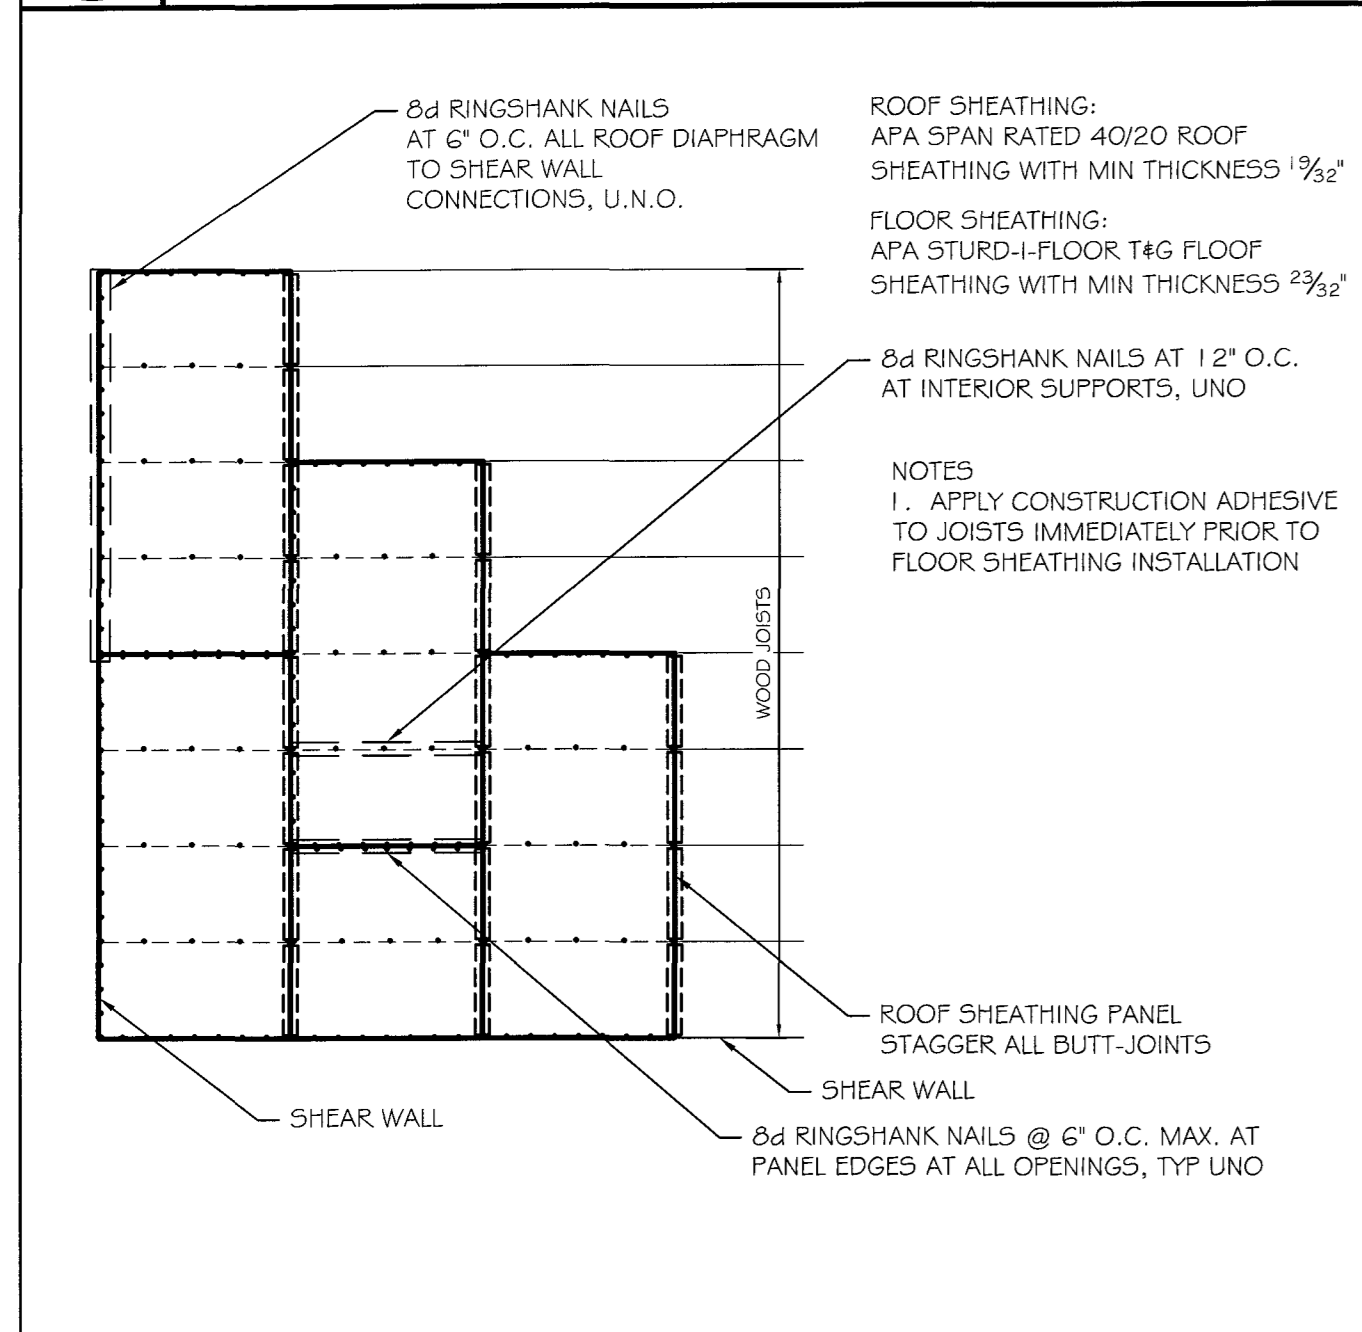 8d RINGSHANK NAILS
AT 6" O.C. ALL ROOF DIAPHRAGM
TO SHEAR WALL
CONNECTIONS, U.N.O.
ROOF SHEATHING:
APA SPAN RATED 40/20 ROOF
SHEATHING WITH MIN THICKNESS 19/32"
FLOOR SHEATHING:
APA STURD-I-FLOOR T&G FLOOF
SHEATHING WITH MIN THICKNESS 23/32"
8d RINGSHANK NAILS AT 12" O.C.
AT INTERIOR SUPPORTS, UNO
NOTES
1. APPLY CONSTRUCTION ADHESIVE
TO JOISTS IMMEDIATELY PRIOR TO
FLOOR SHEATHING INSTALLATION
WOOD JOISTS
ROOF SHEATHING PANEL
STAGGER ALL BUTT-JOINTS
SHEAR WALL
SHEAR WALL
8d RINGSHANK NAILS @ 6" O.C. MAX. AT
PANEL EDGES AT ALL OPENINGS, TYP UNO